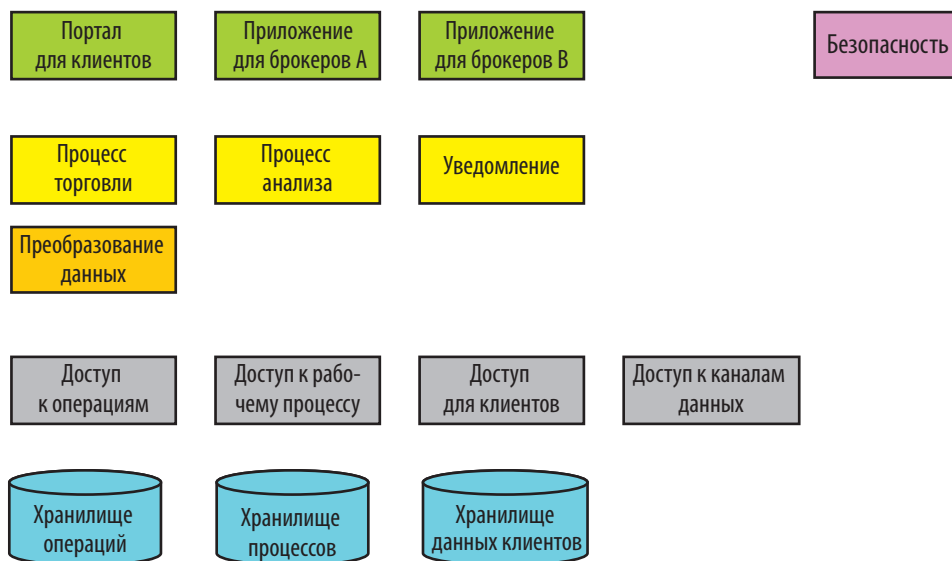 Портал
для клиентов
Приложение
для брокеров А
Приложение
для брокеров В
Безопасность
Процесс
торговли
Процесс
анализа
Уведомление
Преобразование
данных
Доступ
к операциям
Доступ к рабо-
чему процессу
Доступ
для клиентов
Доступ к каналам
данных
Хранилище
операций
Хранилище
процессов
Хранилище
данных клиентов